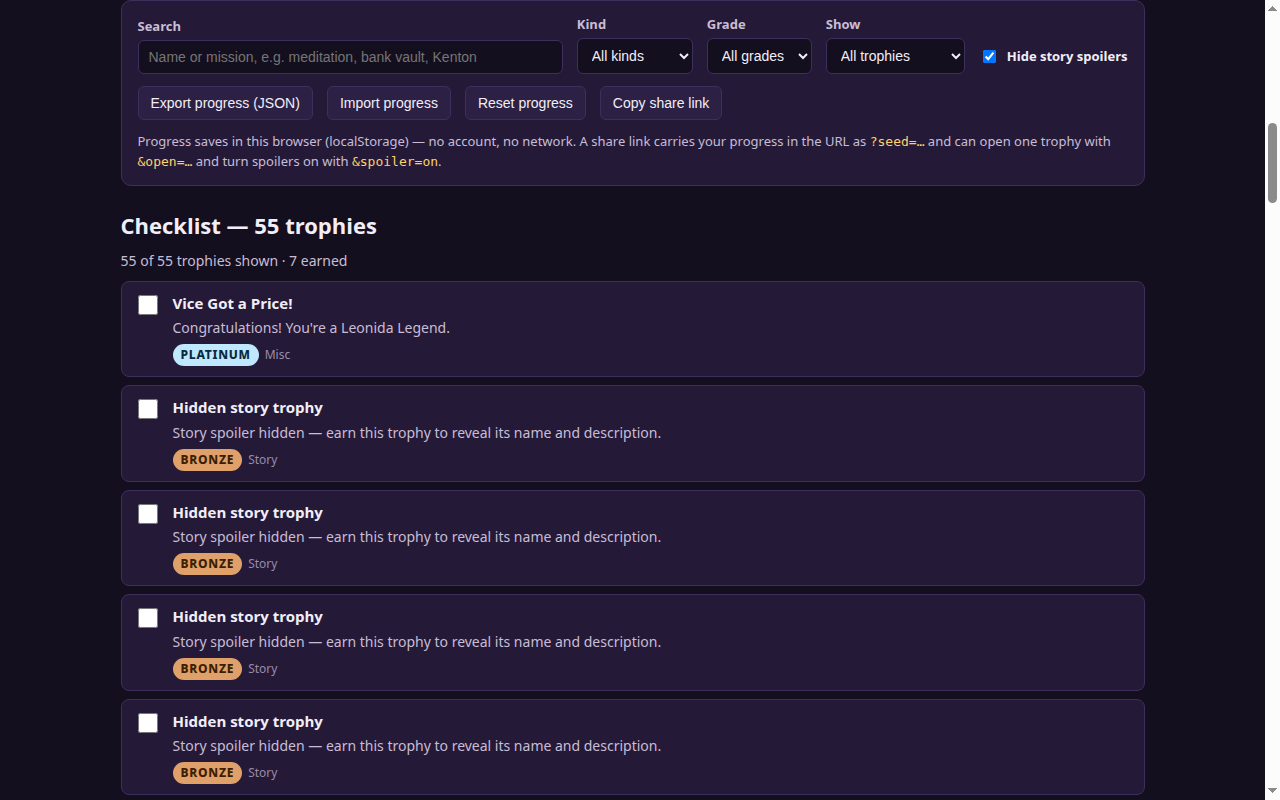 Search
Kind
Grade
Show
Name or mission, e.g. meditation, bank vault, Kenton
All kinds
All grades
All trophies
Hide story spoilers
Export progress (JSON)
Import progress
Reset progress
Copy share link
Progress saves in this browser (localStorage) — no account, no network. A share link carries your progress in the URL as ?seed=… and can open one trophy with
&open=… and turn spoilers on with &spoiler=on.
Checklist — 55 trophies
55 of 55 trophies shown · 7 earned
Vice Got a Price!
Congratulations! You're a Leonida Legend.
PLATINUM Misc
Hidden story trophy
Story spoiler hidden — earn this trophy to reveal its name and description.
BRONZE Story
Hidden story trophy
Story spoiler hidden — earn this trophy to reveal its name and description.
BRONZE Story
Hidden story trophy
Story spoiler hidden — earn this trophy to reveal its name and description.
BRONZE Story
Hidden story trophy
Story spoiler hidden — earn this trophy to reveal its name and description.
BRONZE Story